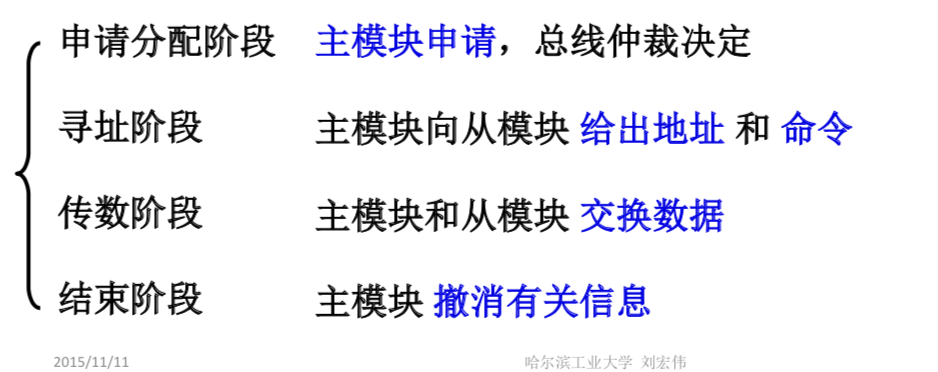 申请分配阶段 主模块申请，总线仲裁决定
寻址阶段 主模块向从模块 给出地址 和 命令
传数阶段 主模块和从模块 交换数据
结束阶段 主模块 撤消有关信息
2015/11/11 哈尔滨工业大学 刘宏伟